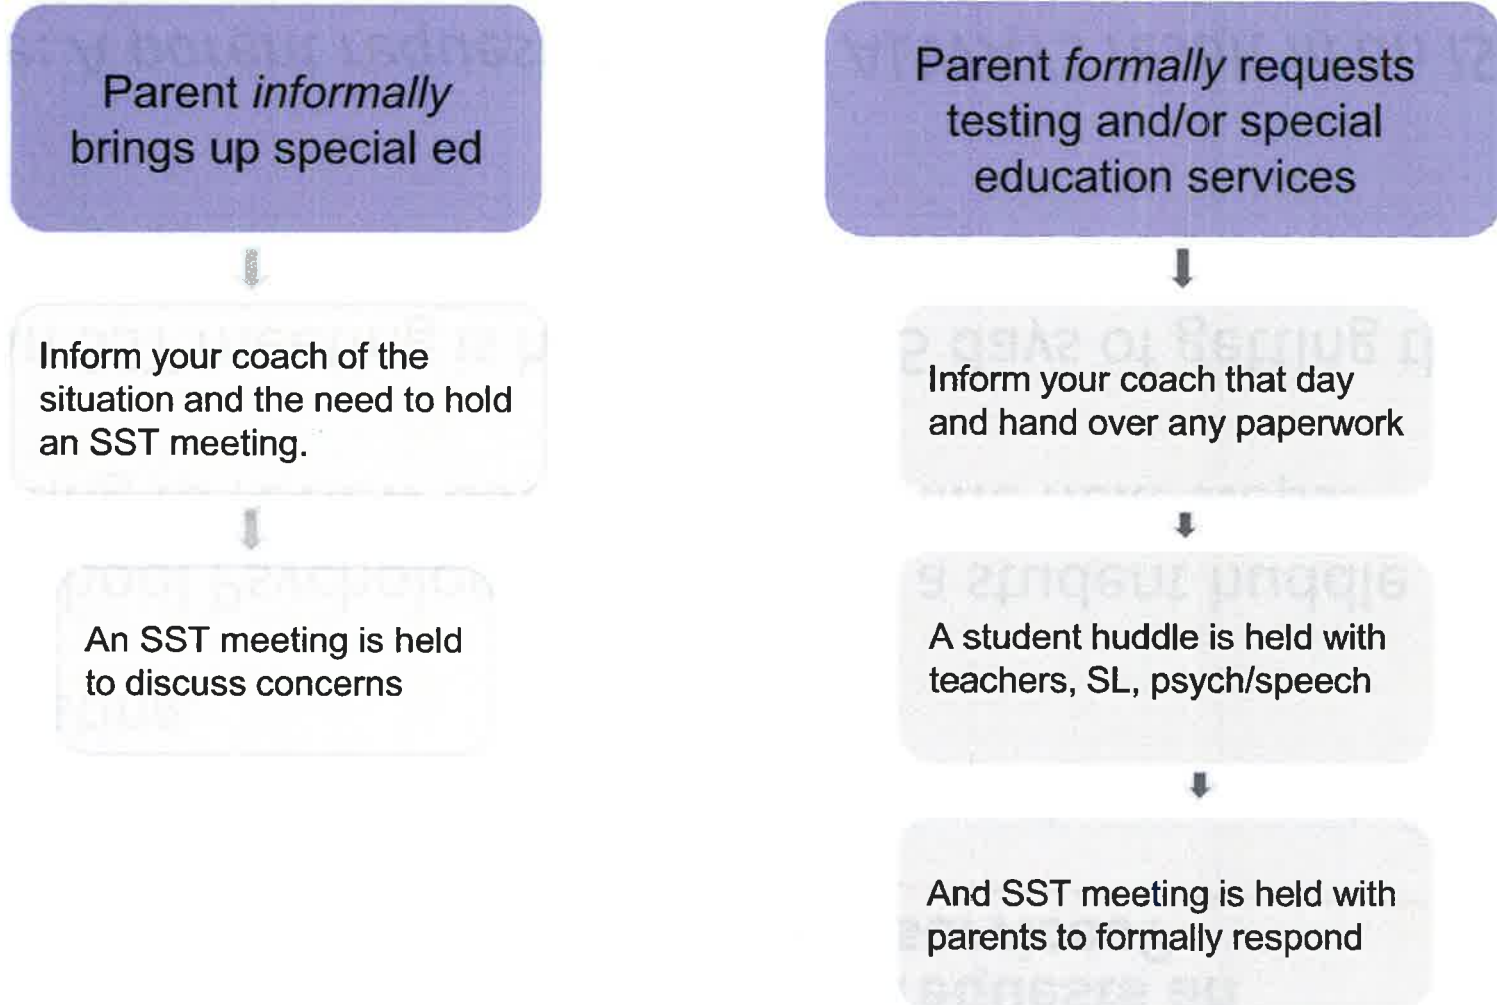 Parent informally
brings up special ed
Inform your coach of the
situation and the need to hold
an SST meeting.
An SST meeting is held
to discuss concerns
Parent formally requests
testing and/or special
education services
Inform your coach that day
and hand over any paperwork
A student huddle is held with
teachers, SL, psych/speech
And SST meeting is held with
parents to formally respond